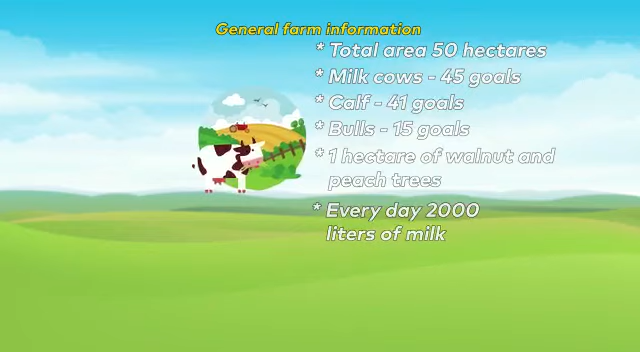 General farm information
* Total area 50 hectares
* Milk cows - 45 goals
* Calf - 41 goals
* Bulls - 15 goals
* 1 hectare of walnut and
peach trees
* Every day 2000
liters of milk